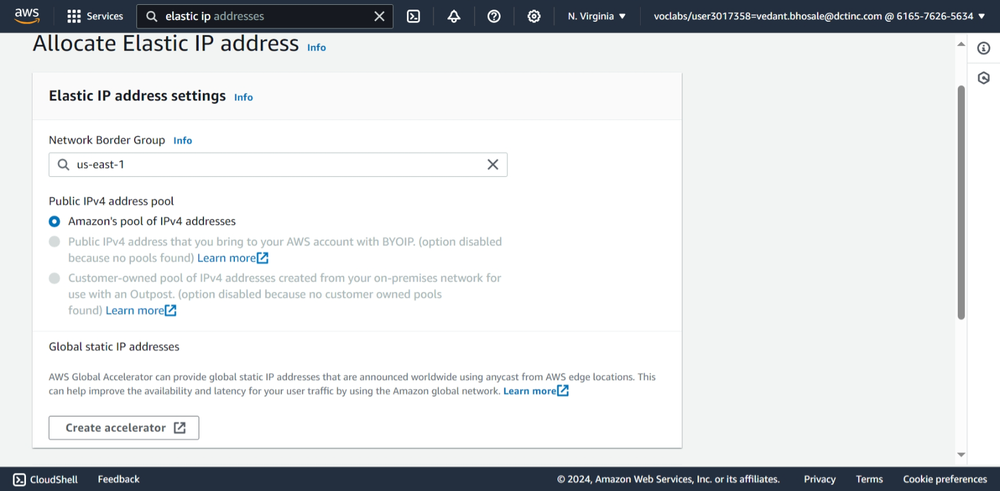 aws
Services
elastic ip addresses
N. Virginia
voclabs/user3017358=vedant.bhosale@dctinc.com @ 6165-7626-5634
Allocate Elastic IP address Info
Elastic IP address settings Info
Network Border Group Info
us-east-1
Public IPv4 address pool
Amazon's pool of IPv4 addresses
Public IPv4 address that you bring to your AWS account with BYOIP. (option disabled
because no pools found) Learn more
Customer-owned pool of IPv4 addresses created from your on-premises network for
use with an Outpost. (option disabled because no customer owned pools
found) Learn more
Global static IP addresses
AWS Global Accelerator can provide global static IP addresses that are announced worldwide using anycast from AWS edge locations. This
can help improve the availability and latency for your user traffic by using the Amazon global network. Learn more
Create accelerator
CloudShell
Feedback
© 2024, Amazon Web Services, Inc. or its affiliates.
Privacy
Terms
Cookie preferences